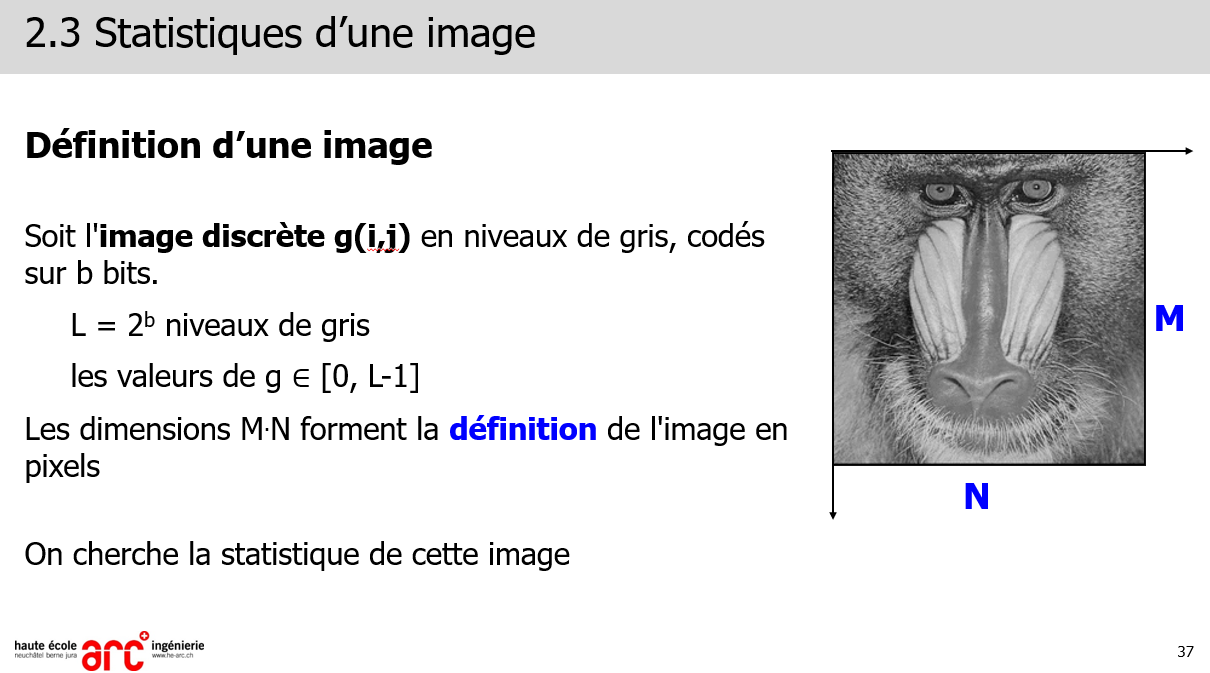 2.3 Statistiques d’une image
Définition d’une image
Soit l'image discrète g(i,j) en niveaux de gris, codés
sur b bits.
L = 2ᵇ niveaux de gris
les valeurs de g ∈ [0, L-1]
Les dimensions M·N forment la définition de l'image en
pixels
On cherche la statistique de cette image
M
N
haute école arc ingénierie
neuchâtel berne jura www.he-arc.ch
37